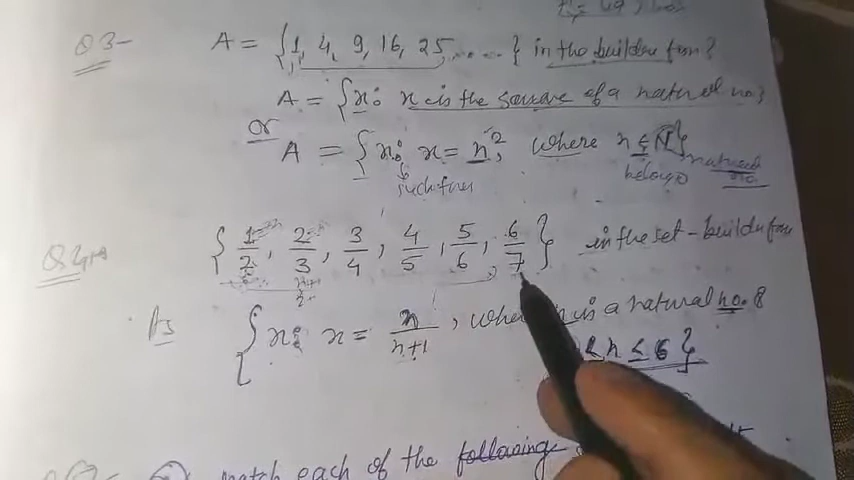 Q3- A = {1, 4, 9, 16, 25, ..... } in the builder form?
A = {x: x is the square of a natural no}
or
A = {x: x = n², where n ∈ N}
such that
belongs
natural no.
{1/2, 2/3, 3/4, 4/5, 5/6, 6/7} in the set-builder form
As {x: x = n/n+1, where n is a natural no. &
≤ n ≤ 6}
match each of the following